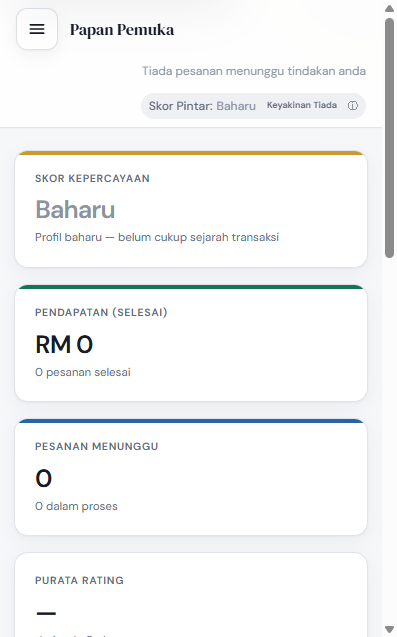 Papan Pemuka
Tiada pesanan menunggu tindakan anda
Skor Pintar: Baharu Keyakinan Tiada ⓘ
SKOR KEPERCAYAAN
Baharu
Profil baharu — belum cukup sejarah transaksi
PENDAPATAN (SELESAI)
RM 0
0 pesanan selesai
PESANAN MENUNGGU
0
0 dalam proses
PURATA RATING
—